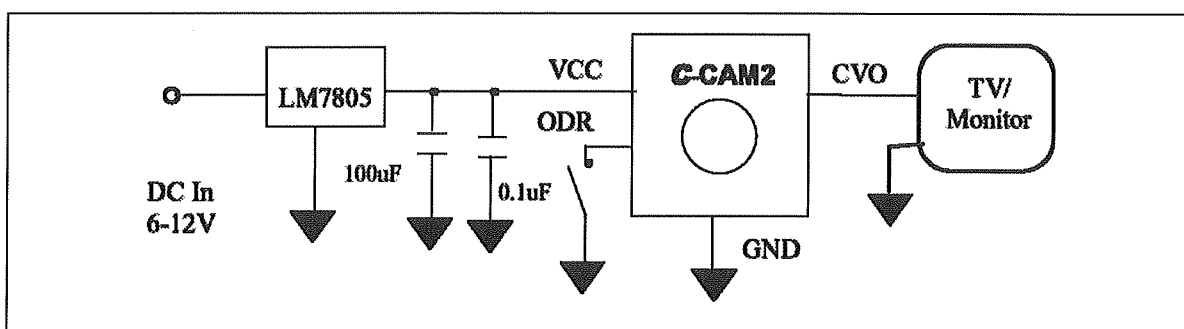 VCC
C-CAM2
CVO
TV/
Monitor
LM7805
ODR
100uF
0.1uF
DC In
6-12V
GND